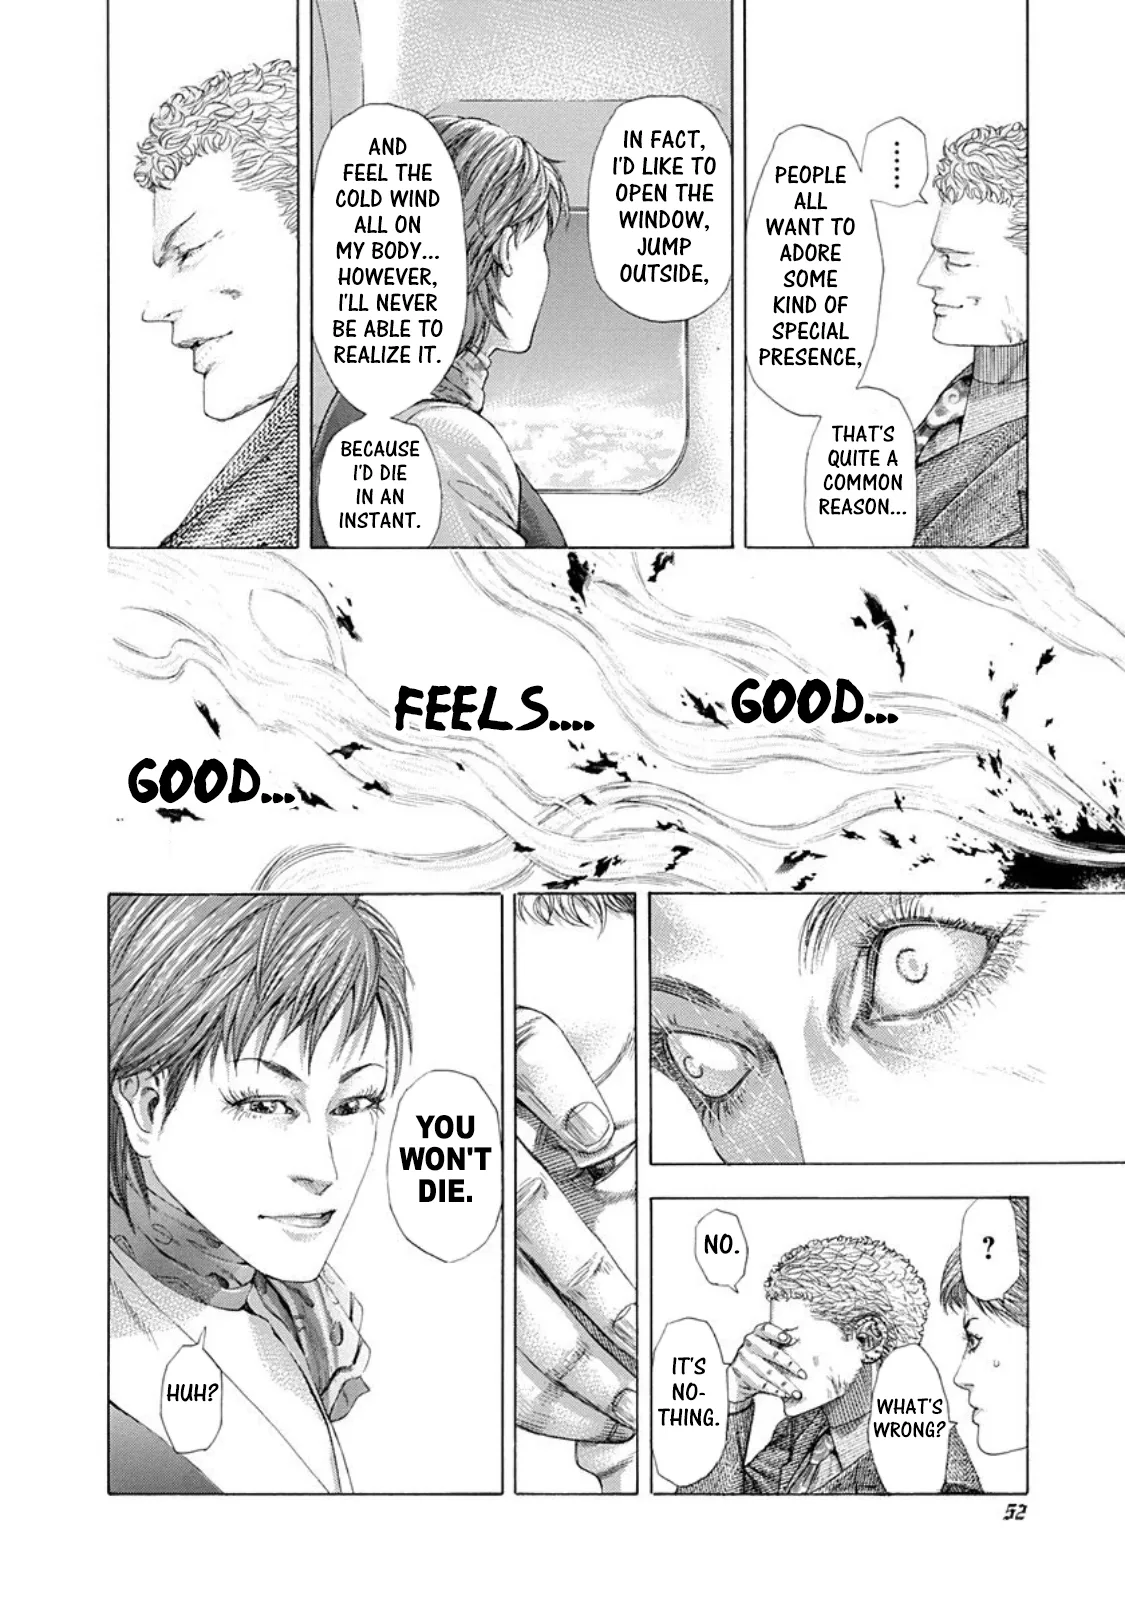 ......
PEOPLE
ALL
WANT TO
ADORE
SOME
KIND OF
SPECIAL
PRESENCE,
THAT'S
QUITE A
COMMON
REASON...
IN FACT,
I'D LIKE TO
OPEN THE
WINDOW,
JUMP
OUTSIDE,
AND
FEEL THE
COLD WIND
ALL ON
MY BODY...
HOWEVER,
I'LL NEVER
BE ABLE TO
REALIZE IT.
BECAUSE
I'D DIE
IN AN
INSTANT.
GOOD...
FEELS....
GOOD...
?
WHAT'S
WRONG?
NO.
IT'S
NO-
THING.
YOU
WON'T
DIE.
HUH?
52